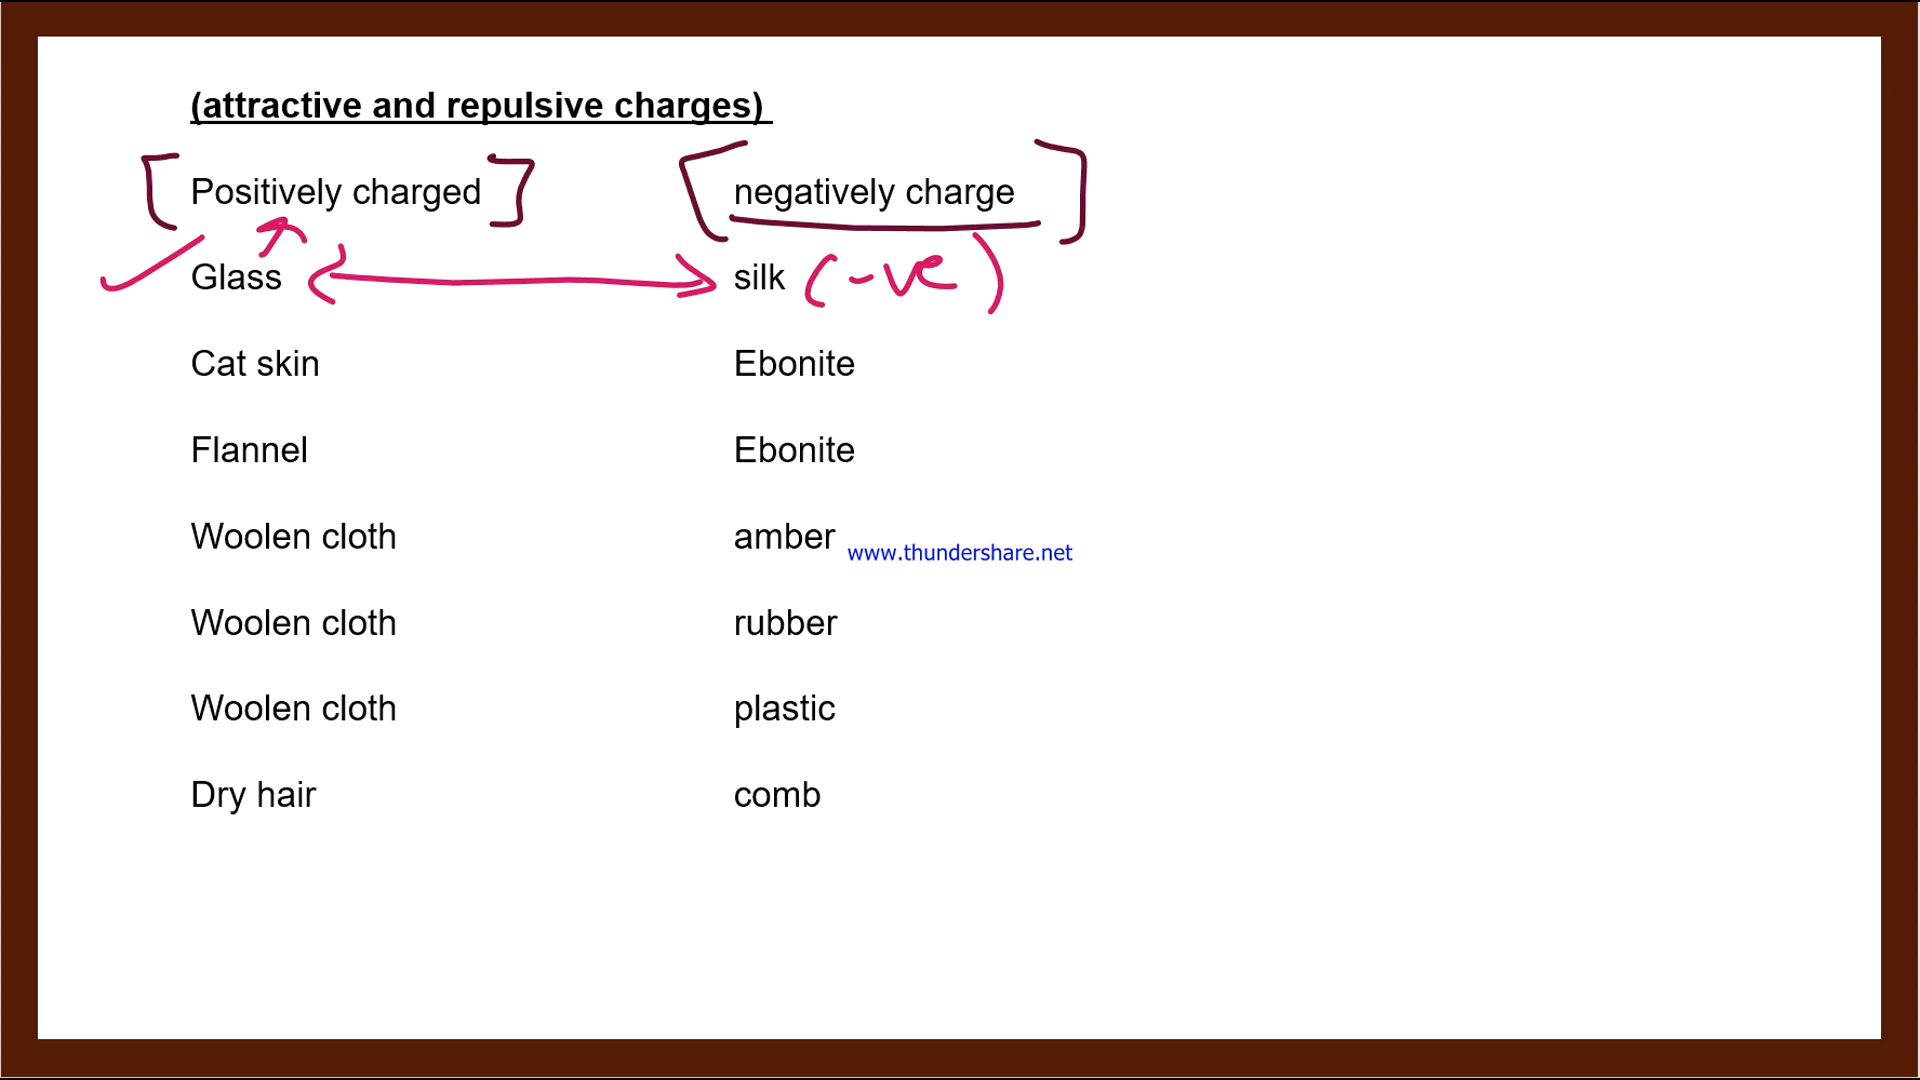 (attractive and repulsive charges)
Positively charged negatively charge
Glass silk (-ve)
Cat skin Ebonite
Flannel Ebonite
Woolen cloth amber
www.thundershare.net
Woolen cloth rubber
Woolen cloth plastic
Dry hair comb